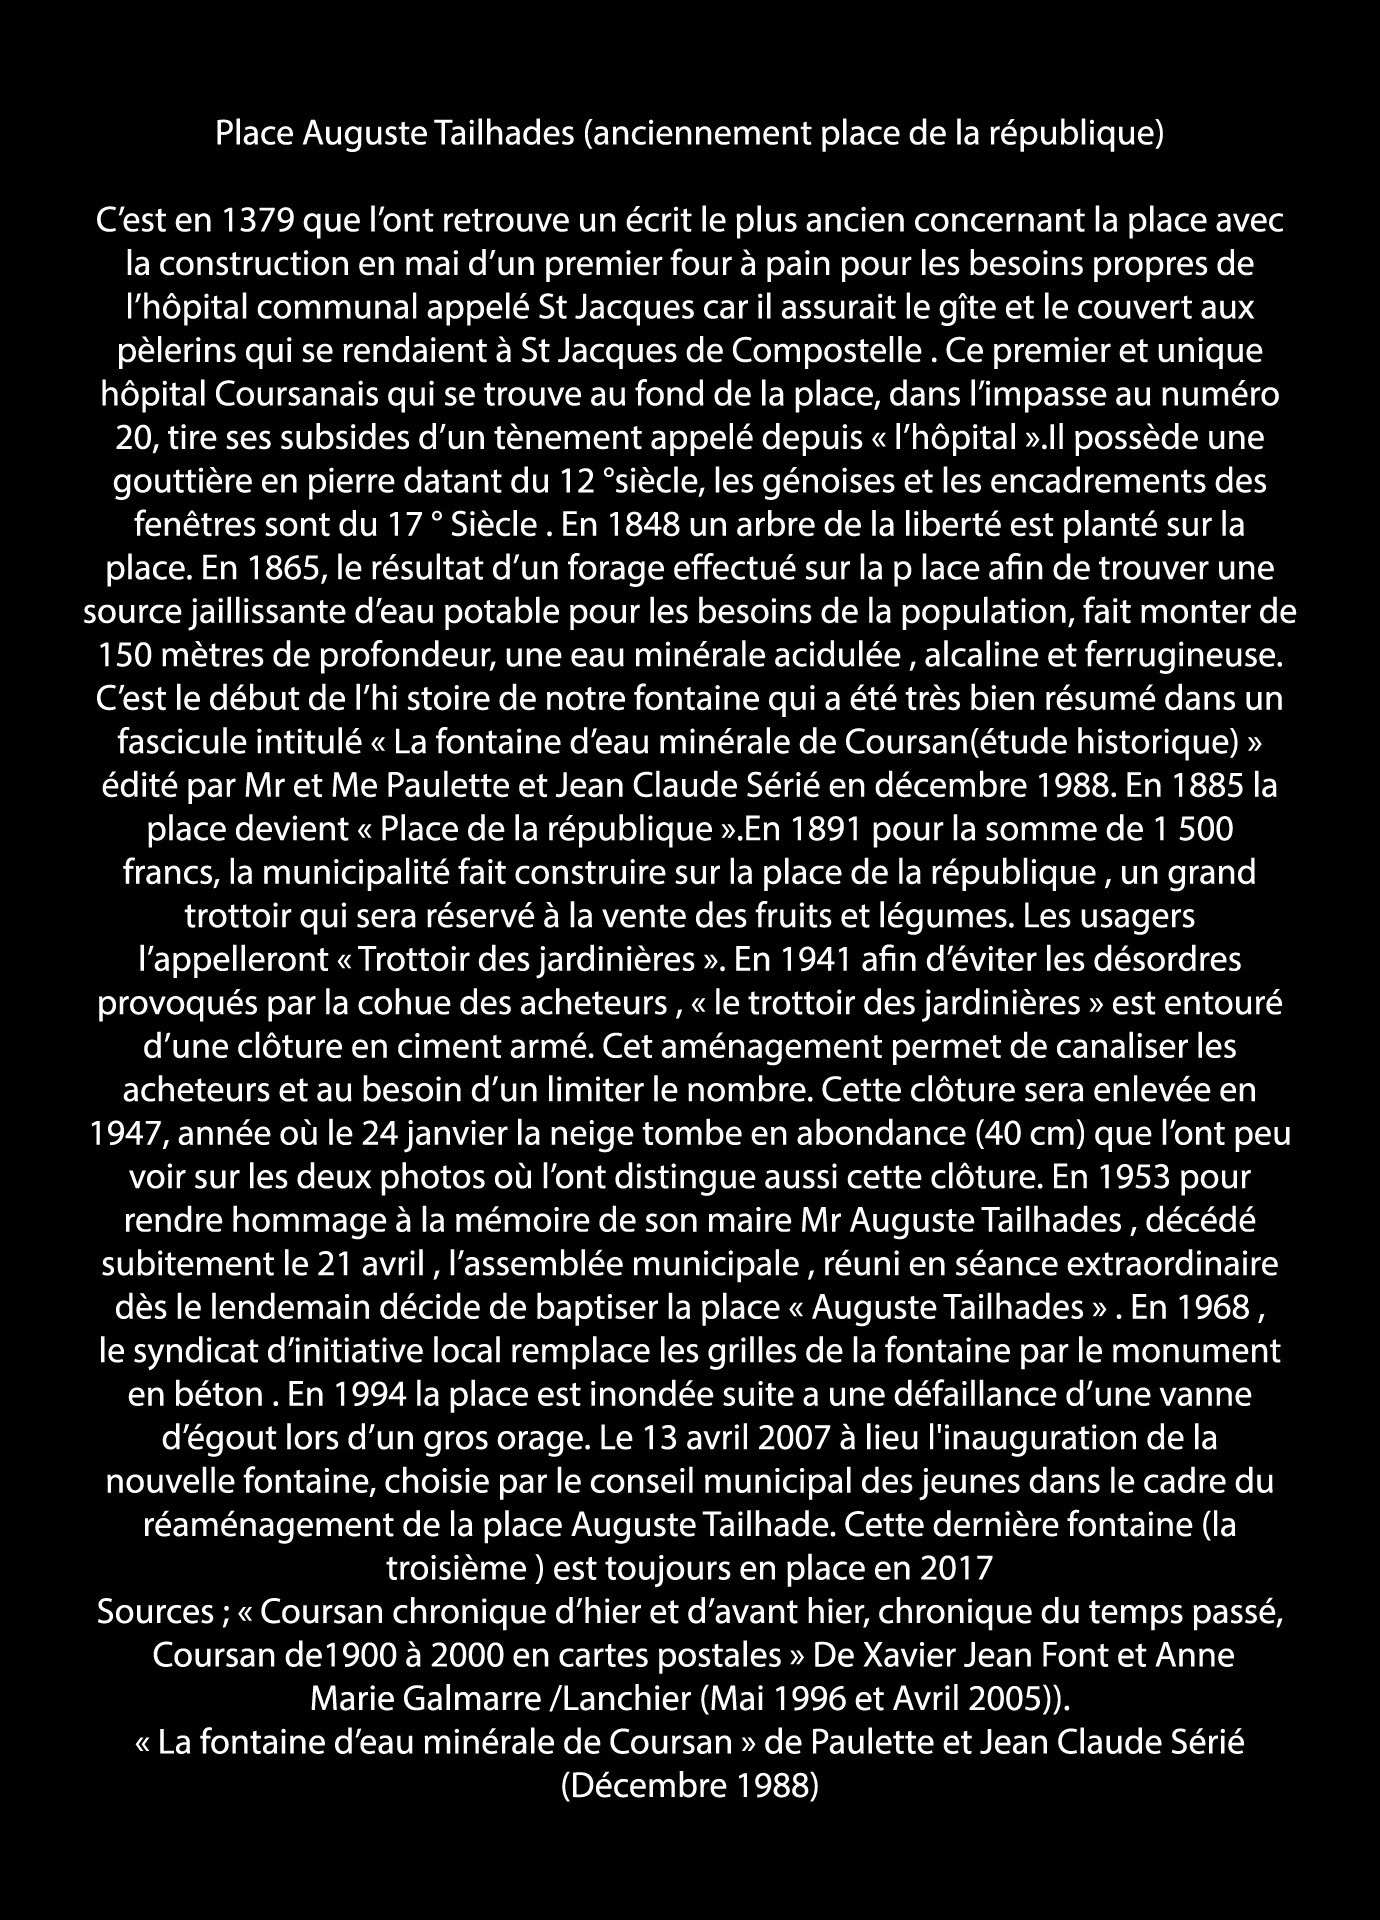 Place Auguste Tailhades (anciennement place de la république)
C’est en 1379 que l’ont retrouve un écrit le plus ancien concernant la place avec
la construction en mai d’un premier four à pain pour les besoins propres de
l’hôpital communal appelé St Jacques car il assurait le gîte et le couvert aux
pèlerins qui se rendaient à St Jacques de Compostelle . Ce premier et unique
hôpital Coursanais qui se trouve au fond de la place, dans l’impasse au numéro
20, tire ses subsides d’un tènement appelé depuis « l’hôpital ».Il possède une
gouttière en pierre datant du 12 °siècle, les génoises et les encadrements des
fenêtres sont du 17 ° Siècle . En 1848 un arbre de la liberté est planté sur la
place. En 1865, le résultat d’un forage effectué sur la p lace afin de trouver une
source jaillissante d’eau potable pour les besoins de la population, fait monter de
150 mètres de profondeur, une eau minérale acidulée , alcaline et ferrugineuse.
C’est le début de l’hi stoire de notre fontaine qui a été très bien résumé dans un
fascicule intitulé « La fontaine d’eau minérale de Coursan(étude historique) »
édité par Mr et Me Paulette et Jean Claude Sérié en décembre 1988. En 1885 la
place devient « Place de la république ».En 1891 pour la somme de 1 500
francs, la municipalité fait construire sur la place de la république , un grand
trottoir qui sera réservé à la vente des fruits et légumes. Les usagers
l’appelleront « Trottoir des jardinières ». En 1941 afin d’éviter les désordres
provoqués par la cohue des acheteurs , « le trottoir des jardinières » est entouré
d’une clôture en ciment armé. Cet aménagement permet de canaliser les
acheteurs et au besoin d’un limiter le nombre. Cette clôture sera enlevée en
1947, année où le 24 janvier la neige tombe en abondance (40 cm) que l’ont peu
voir sur les deux photos où l’ont distingue aussi cette clôture. En 1953 pour
rendre hommage à la mémoire de son maire Mr Auguste Tailhades , décédé
subitement le 21 avril , l’assemblée municipale , réuni en séance extraordinaire
dès le lendemain décide de baptiser la place « Auguste Tailhades » . En 1968 ,
le syndicat d’initiative local remplace les grilles de la fontaine par le monument
en béton . En 1994 la place est inondée suite a une défaillance d’une vanne
d’égout lors d’un gros orage. Le 13 avril 2007 à lieu l'inauguration de la
nouvelle fontaine, choisie par le conseil municipal des jeunes dans le cadre du
réaménagement de la place Auguste Tailhade. Cette dernière fontaine (la
troisième ) est toujours en place en 2017
Sources ; « Coursan chronique d’hier et d’avant hier, chronique du temps passé,
Coursan de1900 à 2000 en cartes postales » De Xavier Jean Font et Anne
Marie Galmarre /Lanchier (Mai 1996 et Avril 2005)).
« La fontaine d’eau minérale de Coursan » de Paulette et Jean Claude Sérié
(Décembre 1988)